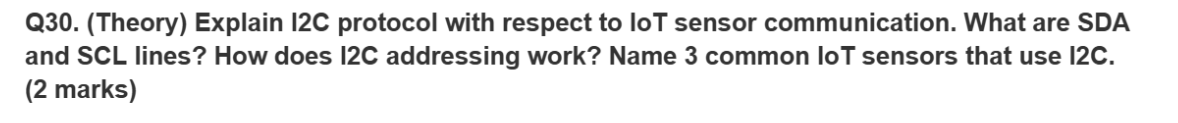 Q30. (Theory) Explain I2C protocol with respect to IoT sensor communication. What are SDA
and SCL lines? How does I2C addressing work? Name 3 common IoT sensors that use I2C.
(2 marks)